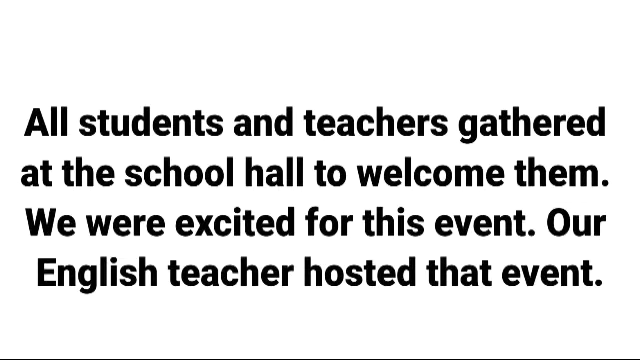 All students and teachers gathered
at the school hall to welcome them.
We were excited for this event. Our
English teacher hosted that event.